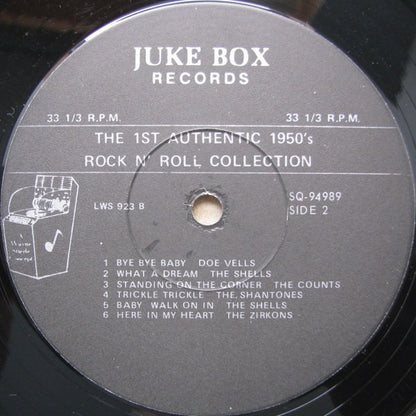 JUKE BOX
RECORDS
33 1/3 R.P.M. 33 1/3 R.P.M.
THE 1ST AUTHENTIC 1950's
ROCK N' ROLL COLLECTION
LWS 923 B SQ-94989
SIDE 2
1 BYE BYE BABY DOE VELLS
2 WHAT A DREAM THE SHELLS
3 STANDING ON THE CORNER THE COUNTS
4 TRICKLE TRICKLE THE SHANTONES
5 BABY WALK ON IN THE SHELLS
6 HERE IN MY HEART THE ZIRKONS